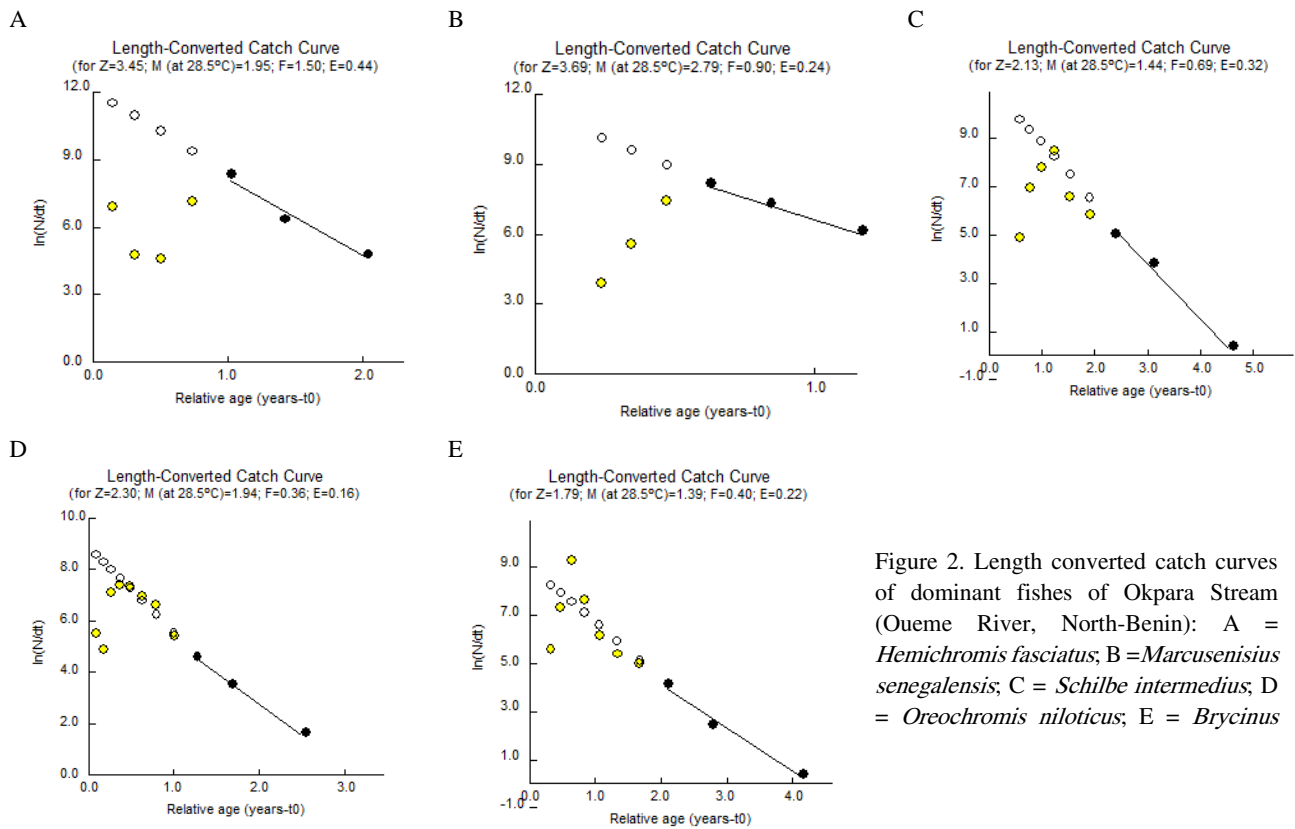 A
Length-Converted Catch Curve
(for Z=3.45; M (at 28.5ºC)=1.95; F=1.50; E=0.44)
12.0
9.0
6.0
3.0
0.0
ln(N/dt)
0.0 1.0 2.0
Relative age (years-t0)
B
Length-Converted Catch Curve
(for Z=3.69; M (at 28.5ºC)=2.79; F=0.90; E=0.24)
12.0
9.0
6.0
3.0
0.0
ln(N/dt)
0.0 1.0
Relative age (years-t0)
C
Length-Converted Catch Curve
(for Z=2.13; M (at 28.5ºC)=1.44; F=0.69; E=0.32)
9.0
7.0
5.0
3.0
1.0
-1.0
ln(N/dt)
0.0 1.0 2.0 3.0 4.0 5.0
Relative age (years-t0)
D
Length-Converted Catch Curve
(for Z=2.30; M (at 28.5ºC)=1.94; F=0.36; E=0.16)
10.0
8.0
6.0
4.0
2.0
0.0
ln(N/dt)
0.0 1.0 2.0 3.0
Relative age (years-t0)
E
Length-Converted Catch Curve
(for Z=1.79; M (at 28.5ºC)=1.39; F=0.40; E=0.22)
9.0
7.0
5.0
3.0
1.0
-1.0
ln(N/dt)
0.0 1.0 2.0 3.0 4.0
Relative age (years-t0)
Figure 2. Length converted catch curves
of dominant fishes of Okpara Stream
(Oueme River, North-Benin): A =
Hemichromis fasciatus; B =Marcusenisius
senegalensis; C = Schilbe intermedius; D
= Oreochromis niloticus; E = Brycinus